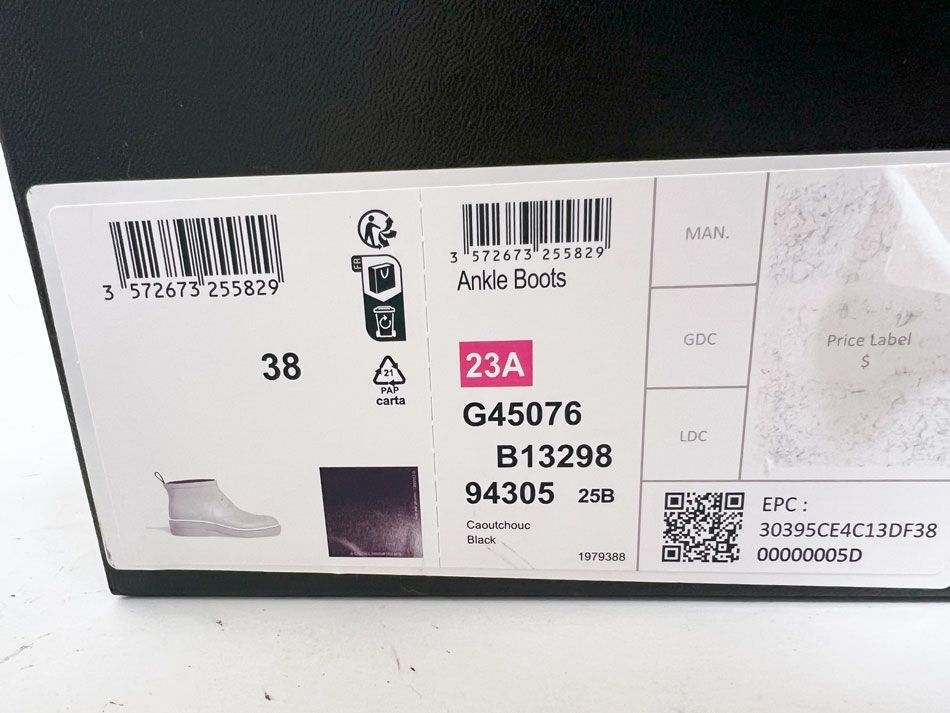 3 572673 255829
38
FR
21
PAP
carta
3 572673 255829
Ankle Boots
23A
G45076
B13298
94305 25B
Caoutchouc
Black
1979388
MAN.
GDC
LDC
Price Label
$
EPC :
30395CE4C13DF38
00000005D